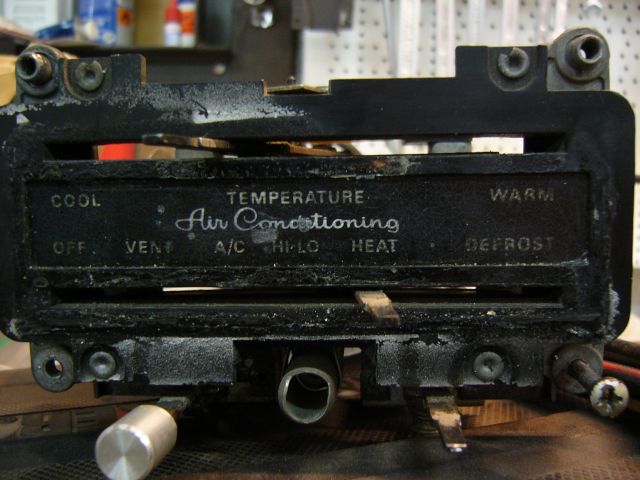 COOL TEMPERATURE WARM
Air Conditioning
OFF VENT A/C HI-LO HEAT · DEFROST